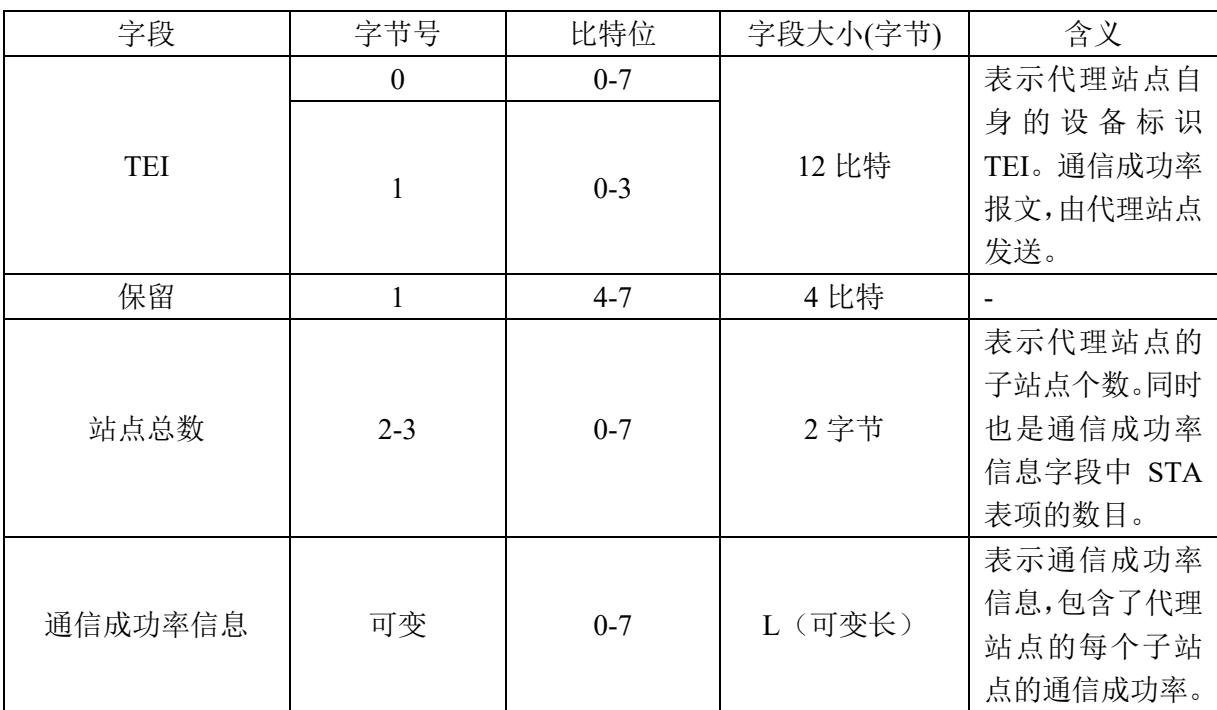 字段 字节号 比特位 字段大小(字节) 含义
TEI 0 0-7 12 比特 表示代理站点自
身的设备标识
1 0-3 TEI。通信成功率
报文,由代理站点
发送。
保留 1 4-7 4 比特 -
表示代理站点的
子站点个数。同时
站点总数 2-3 0-7 2 字节 也是通信成功率
信息字段中 STA
表项的数目。
表示通信成功率
通信成功率信息 可变 0-7 L（可变长） 信息,包含了代理
站点的每个子站
点的通信成功率。